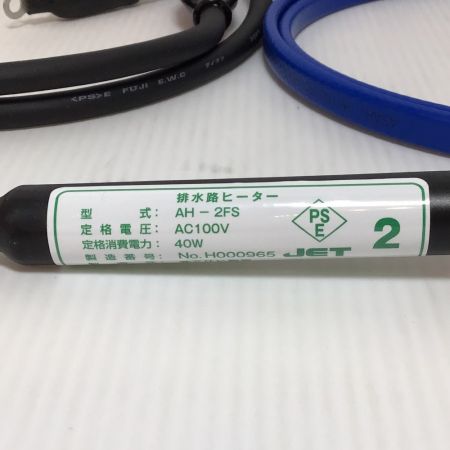 <PS>E FUJI E.W.C
排水路ヒーター
型 式: AH-2FS
定格電圧: AC100V
定格消費電力: 40W
製造番号: No.H000965
PS
E
JET
2